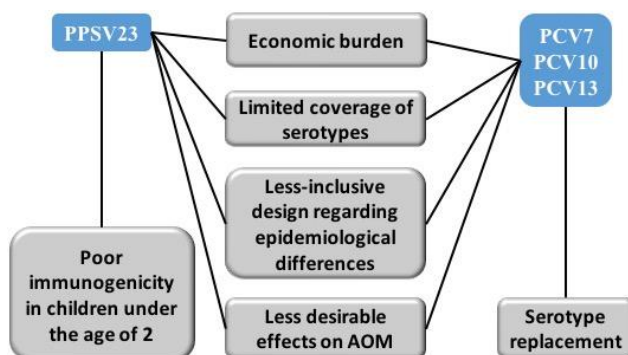 PPSV23
Economic burden
PCV7
PCV10
PCV13
Limited coverage of
serotypes
Less-inclusive
design regarding
epidemiological
differences
Poor
immunogenicity
in children under
the age of 2
Less desirable
effects on AOM
Serotype
replacement